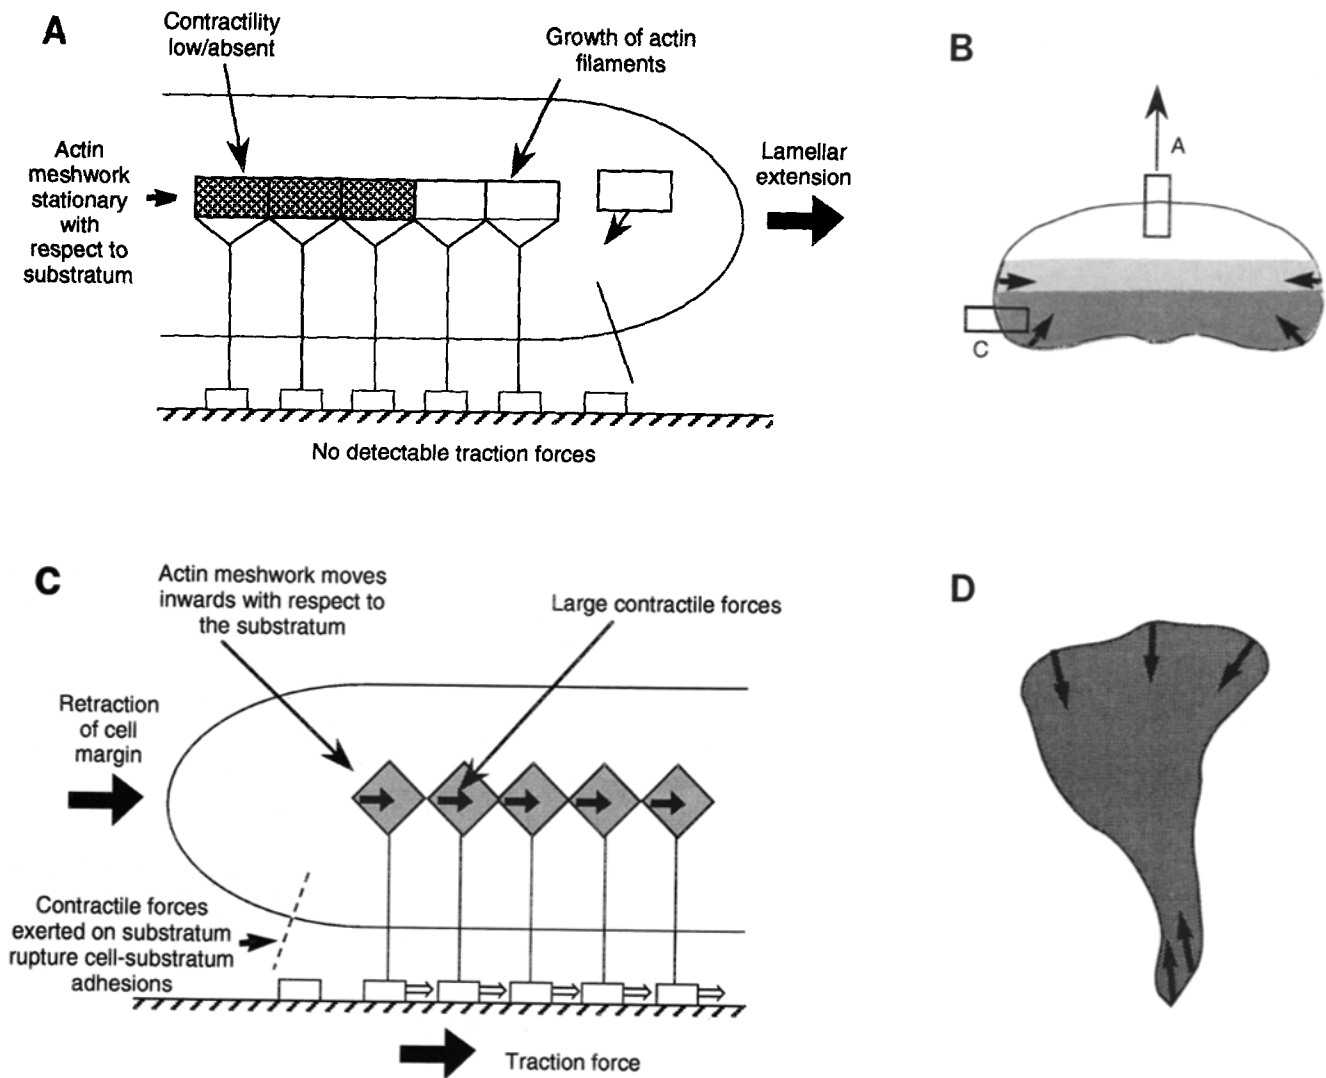 A
Contractility
low/absent
Growth of actin
filaments
Actin
meshwork
stationary
with
respect to
substratum
Lamellar
extension
No detectable traction forces
B
A
C
C
Actin meshwork moves
inwards with respect to
the substratum
Large contractile forces
Retraction
of cell
margin
Contractile forces
exerted on substratum
rupture cell-substratum
adhesions
Traction force
D